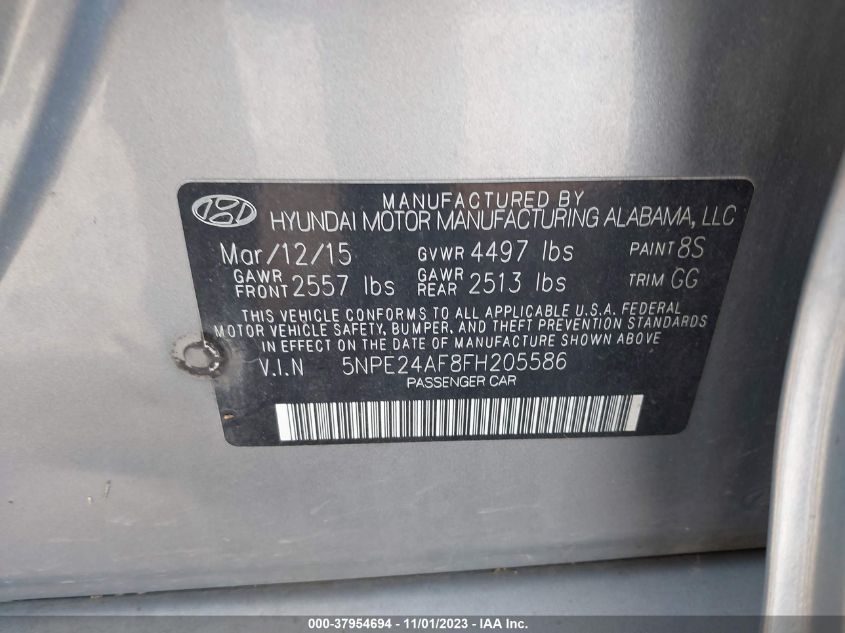 MANUFACTURED BY
HYUNDAI MOTOR MANUFACTURING ALABAMA, LLC
Mar/12/15 GVWR 4497 lbs PAINT 8S
GAWR FRONT 2557 lbs GAWR REAR 2513 lbs TRIM GG
THIS VEHICLE CONFORMS TO ALL APPLICABLE U.S.A. FEDERAL
MOTOR VEHICLE SAFETY, BUMPER, AND THEFT PREVENTION STANDARDS
IN EFFECT ON THE DATE OF MANUFACTURE SHOWN ABOVE.
V.I.N 5NPE24AF8FH205586
PASSENGER CAR
000-37954694 - 11/01/2023 - IAA Inc.